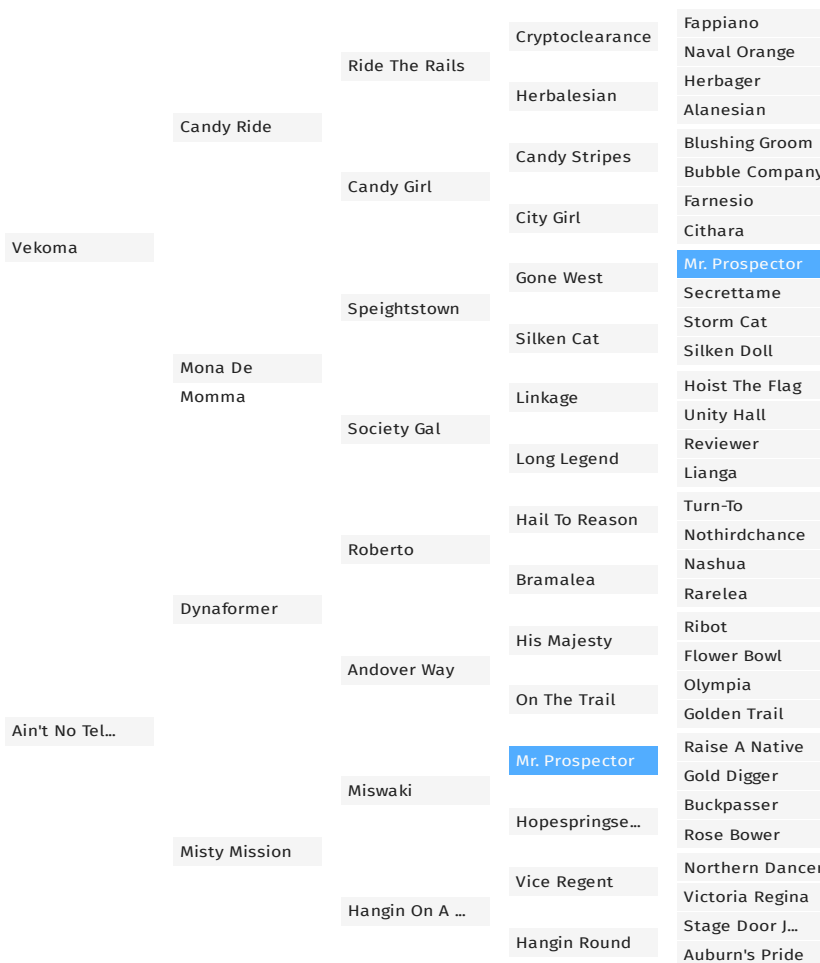 Fappiano
Cryptoclearance
Naval Orange
Ride The Rails
Herbager
Herbalesian
Alanesian
Candy Ride
Blushing Groom
Candy Stripes
Bubble Company
Candy Girl
Farnesio
City Girl
Cithara
Vekoma
Mr. Prospector
Gone West
Secrettame
Speightstown
Storm Cat
Silken Cat
Silken Doll
Mona De
Momma
Hoist The Flag
Linkage
Unity Hall
Society Gal
Reviewer
Long Legend
Lianga
Turn-To
Hail To Reason
Nothirdchance
Roberto
Nashua
Bramalea
Rarelea
Dynaformer
Ribot
His Majesty
Flower Bowl
Andover Way
Olympia
On The Trail
Golden Trail
Ain't No Tel...
Raise A Native
Mr. Prospector
Gold Digger
Miswaki
Buckpasser
Hopespringse...
Rose Bower
Misty Mission
Northern Dancer
Vice Regent
Victoria Regina
Hangin On A ...
Stage Door J...
Hangin Round
Auburn's Pride